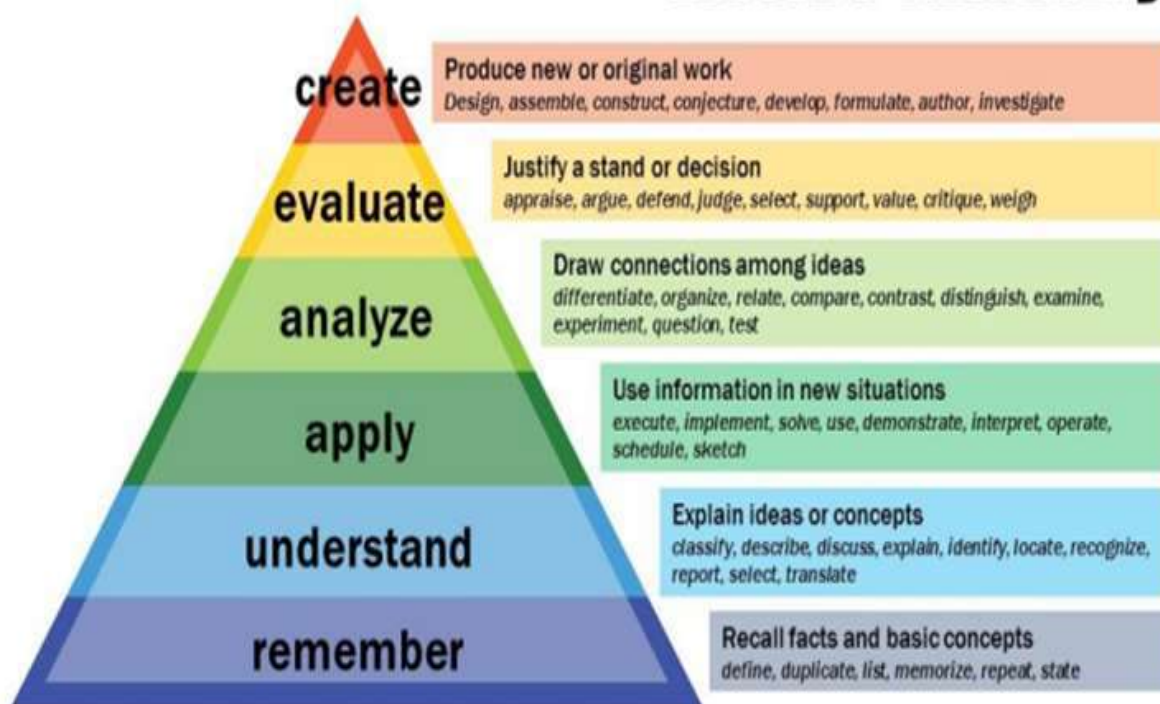 create
Produce new or original work
Design, assemble, construct, conjecture, develop, formulate, author, investigate
evaluate
Justify a stand or decision
appraise, argue, defend, judge, select, support, value, critique, weigh
analyze
Draw connections among ideas
differentiate, organize, relate, compare, contrast, distinguish, examine,
experiment, question, test
apply
Use information in new situations
execute, implement, solve, use, demonstrate, interpret, operate,
schedule, sketch
understand
Explain ideas or concepts
classify, describe, discuss, explain, identify, locate, recognize,
report, select, translate
remember
Recall facts and basic concepts
define, duplicate, list, memorize, repeat, state